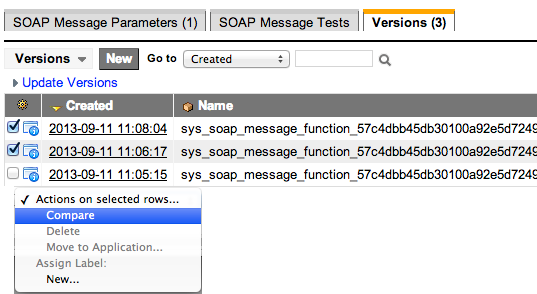 SOAP Message Parameters (1) SOAP Message Tests Versions (3)
Versions New Go to Created
Update Versions
Created Name
2013-09-11 11:08:04 sys_soap_message_function_57c4dbb45db30100a92e5d7249
2013-09-11 11:06:17 sys_soap_message_function_57c4dbb45db30100a92e5d7249
2013-09-11 11:05:15 sys_soap_message_function_57c4dbb45db30100a92e5d7249
Actions on selected rows...
Compare
Delete
Move to Application...
Assign Label:
New...